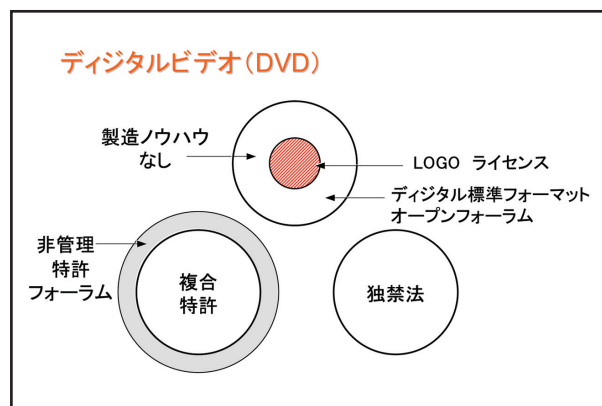 ディジタルビデオ(DVD)
製造ノウハウ
なし
LOGO ライセンス
ディジタル標準フォーマット
オープンフォーラム
非管理
特許
フォーラム
複合
特許
独禁法